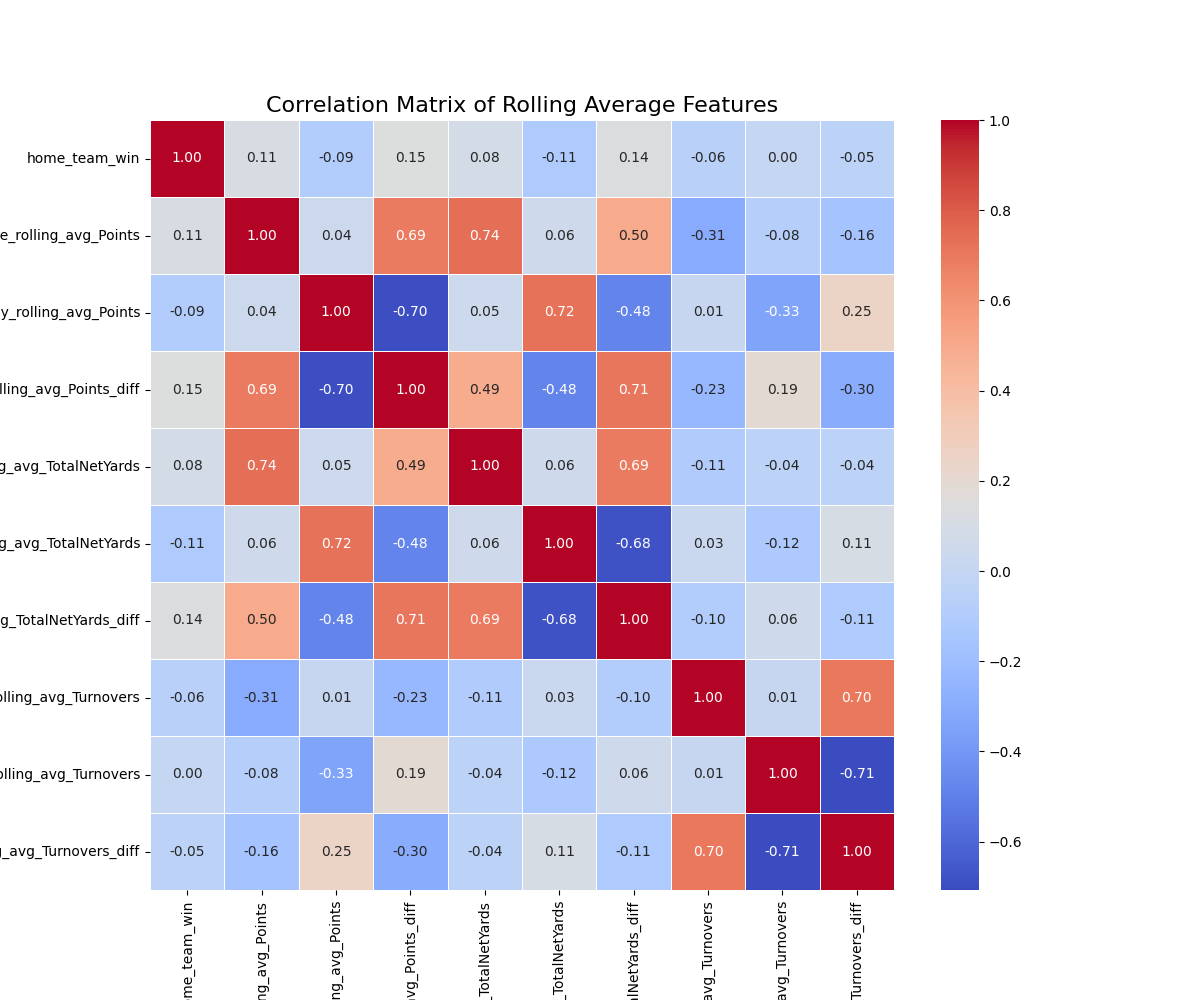 Correlation Matrix of Rolling Average Features
home_team_win 1.00 0.11 -0.09 0.15 0.08 -0.11 0.14 -0.06 0.00 -0.05
e_rolling_avg_Points 0.11 1.00 0.04 0.69 0.74 0.06 0.50 -0.31 -0.08 -0.16
y_rolling_avg_Points -0.09 0.04 1.00 -0.70 0.05 0.72 -0.48 0.01 -0.33 0.25
lling_avg_Points_diff 0.15 0.69 -0.70 1.00 0.49 -0.48 0.71 -0.23 0.19 -0.30
g_avg_TotalNetYards 0.08 0.74 0.05 0.49 1.00 0.06 0.69 -0.11 -0.04 -0.04
g_avg_TotalNetYards -0.11 0.06 0.72 -0.48 0.06 1.00 -0.68 0.03 -0.12 0.11
g_TotalNetYards_diff 0.14 0.50 -0.48 0.71 0.69 -0.68 1.00 -0.10 0.06 -0.11
olling_avg_Turnovers -0.06 -0.31 0.01 -0.23 -0.11 0.03 -0.10 1.00 0.01 0.70
olling_avg_Turnovers 0.00 -0.08 -0.33 0.19 -0.04 -0.12 0.06 0.01 1.00 -0.71
g_avg_Turnovers_diff -0.05 -0.16 0.25 -0.30 -0.04 0.11 -0.11 0.70 -0.71 1.00
ome_team_win
ng_avg_Points
ng_avg_Points
avg_Points_diff
_TotalNetYards
_TotalNetYards
alNetYards_diff
avg_Turnovers
avg_Turnovers
Turnovers_diff
1.0
0.8
0.6
0.4
0.2
0.0
−0.2
−0.4
−0.6